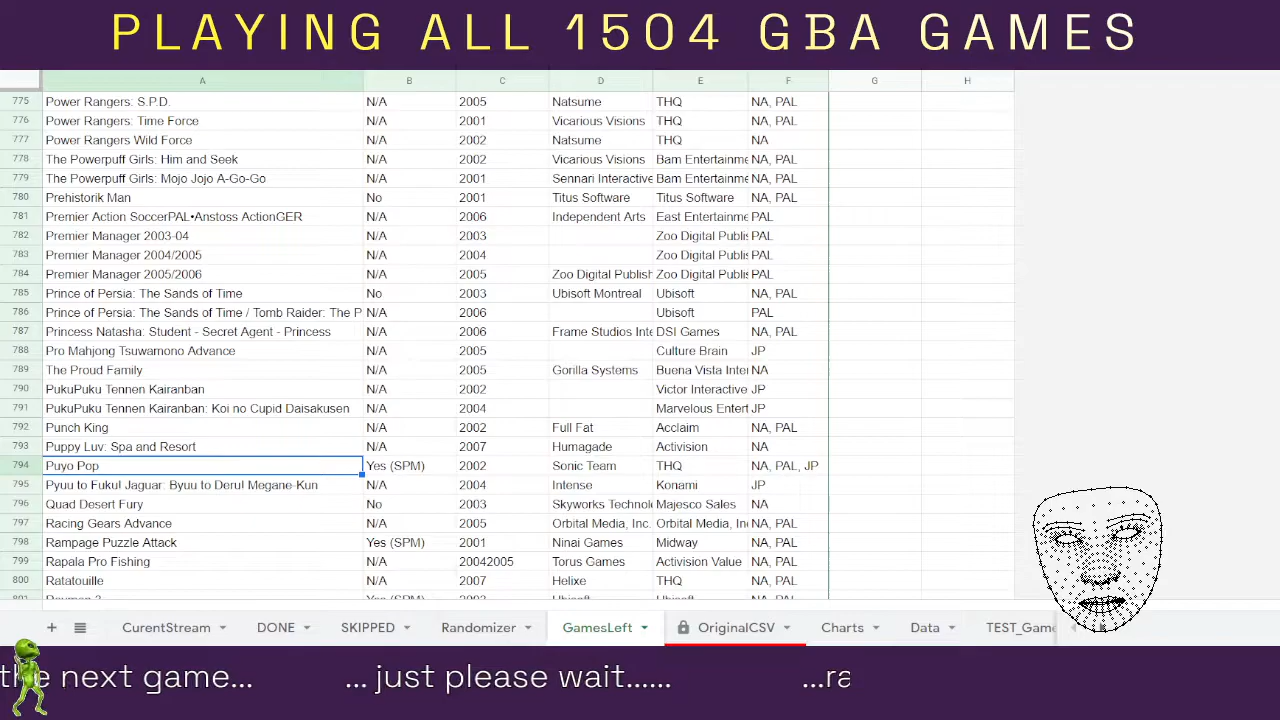 PLAYING ALL 1504 GBA GAMES
A B C D E F G H
775 Power Rangers: S.P.D. N/A 2005 Natsume THQ NA, PAL
776 Power Rangers: Time Force N/A 2001 Vicarious Visions THQ NA, PAL
777 Power Rangers Wild Force N/A 2002 Natsume THQ NA
778 The Powerpuff Girls: Him and Seek N/A 2002 Vicarious Visions Bam Entertainme NA, PAL
779 The Powerpuff Girls: Mojo Jojo A-Go-Go N/A 2001 Sennari Interactive Bam Entertainme NA, PAL
780 Prehistorik Man No 2001 Titus Software Titus Software NA, PAL
781 Premier Action SoccerPAL•Anstoss ActionGER N/A 2006 Independent Arts East Entertainme PAL
782 Premier Manager 2003-04 N/A 2003 Zoo Digital Publis PAL
783 Premier Manager 2004/2005 N/A 2004 Zoo Digital Publis PAL
784 Premier Manager 2005/2006 N/A 2005 Zoo Digital Publish Zoo Digital Publis PAL
785 Prince of Persia: The Sands of Time No 2003 Ubisoft Montreal Ubisoft NA, PAL
786 Prince of Persia: The Sands of Time / Tomb Raider: The P N/A 2006 Ubisoft PAL
787 Princess Natasha: Student - Secret Agent - Princess N/A 2006 Frame Studios Inte DSI Games NA, PAL
788 Pro Mahjong Tsuwamono Advance N/A 2005 Culture Brain JP
789 The Proud Family N/A 2005 Gorilla Systems Buena Vista Inter NA
790 PukuPuku Tennen Kairanban N/A 2002 Victor Interactive JP
791 PukuPuku Tennen Kairanban: Koi no Cupid Daisakusen N/A 2004 Marvelous Entert JP
792 Punch King N/A 2002 Full Fat Acclaim NA, PAL
793 Puppy Luv: Spa and Resort N/A 2007 Humagade Activision NA
794 Puyo Pop Yes (SPM) 2002 Sonic Team THQ NA, PAL, JP
795 Pyuu to Fuku! Jaguar: Byuu to Deru! Megane-Kun N/A 2004 Intense Konami JP
796 Quad Desert Fury No 2003 Skyworks Technol Majesco Sales NA
797 Racing Gears Advance N/A 2005 Orbital Media, Inc. Orbital Media, In NA, PAL
798 Rampage Puzzle Attack Yes (SPM) 2001 Ninai Games Midway NA, PAL
799 Rapala Pro Fishing N/A 20042005 Torus Games Activision Value NA, PAL
800 Ratatouille N/A 2007 Helixe THQ NA, PAL
+ CurentStream DONE SKIPPED Randomizer GamesLeft OriginalCSV Charts Data TEST_Game
the next game... ... just please wait...... ...ra